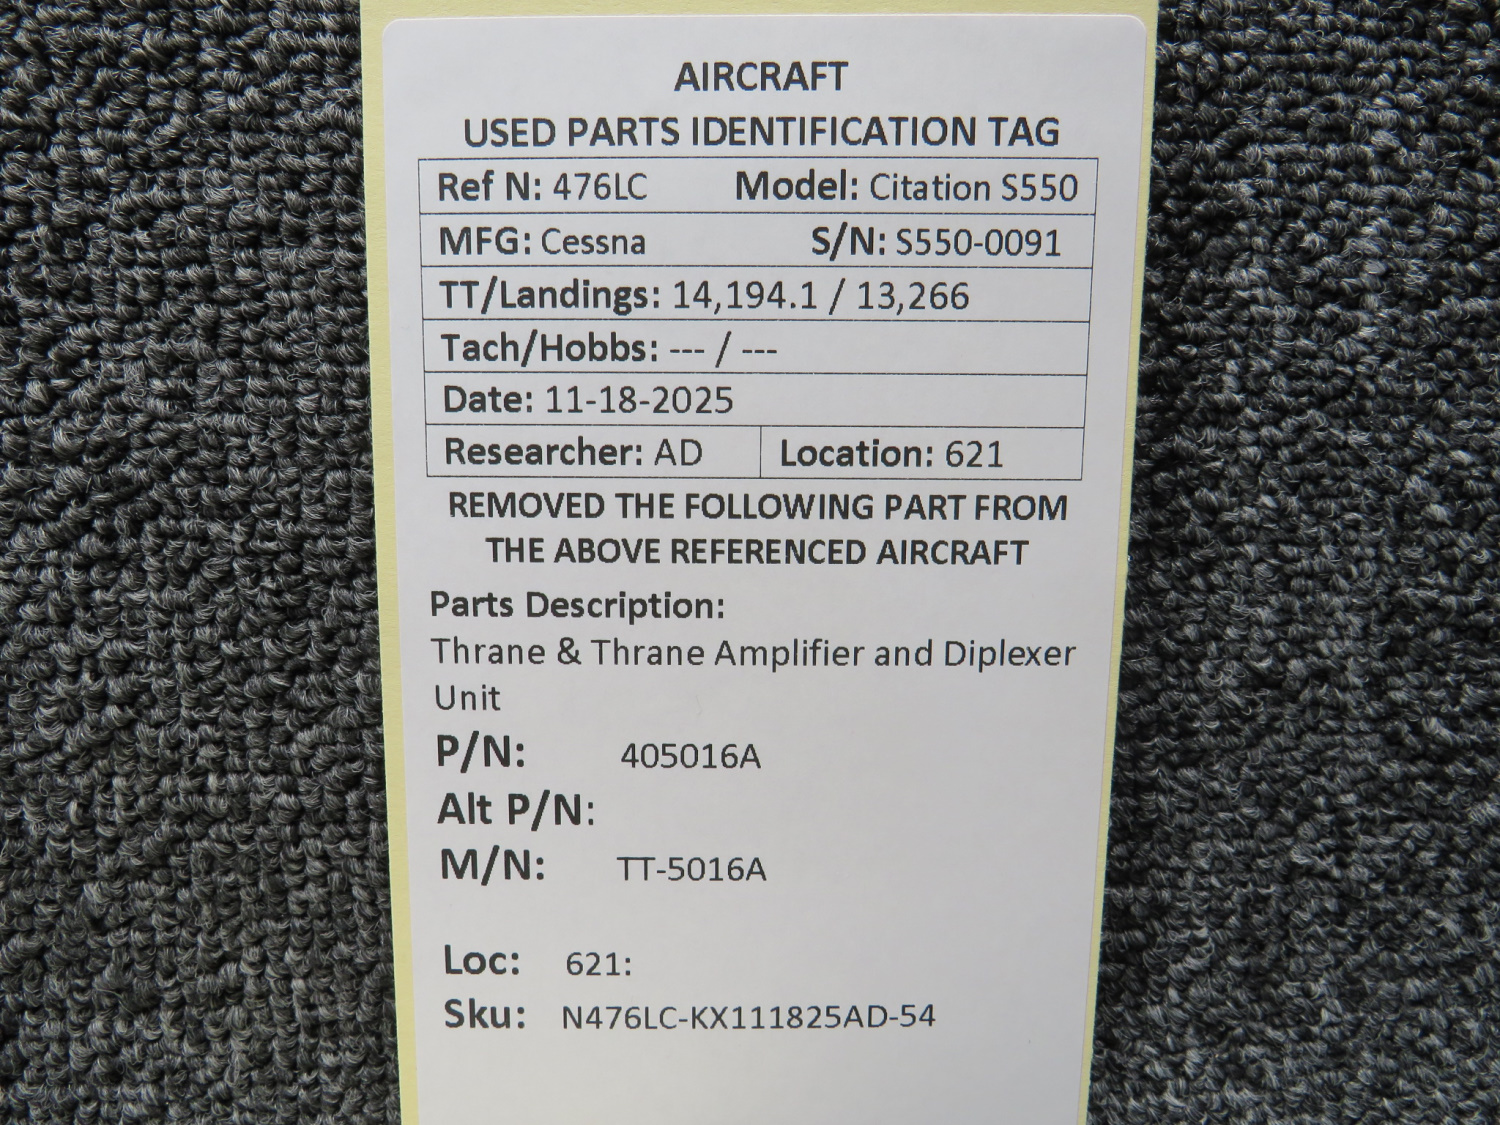 AIRCRAFT
USED PARTS IDENTIFICATION TAG
Ref N: 476LC Model: Citation S550
MFG: Cessna S/N: S550-0091
TT/Landings: 14,194.1 / 13,266
Tach/Hobbs: --- / ---
Date: 11-18-2025
Researcher: AD Location: 621
REMOVED THE FOLLOWING PART FROM
THE ABOVE REFERENCED AIRCRAFT
Parts Description:
Thrane & Thrane Amplifier and Diplexer
Unit
P/N: 405016A
Alt P/N:
M/N: TT-5016A
Loc: 621:
Sku: N476LC-KX111825AD-54